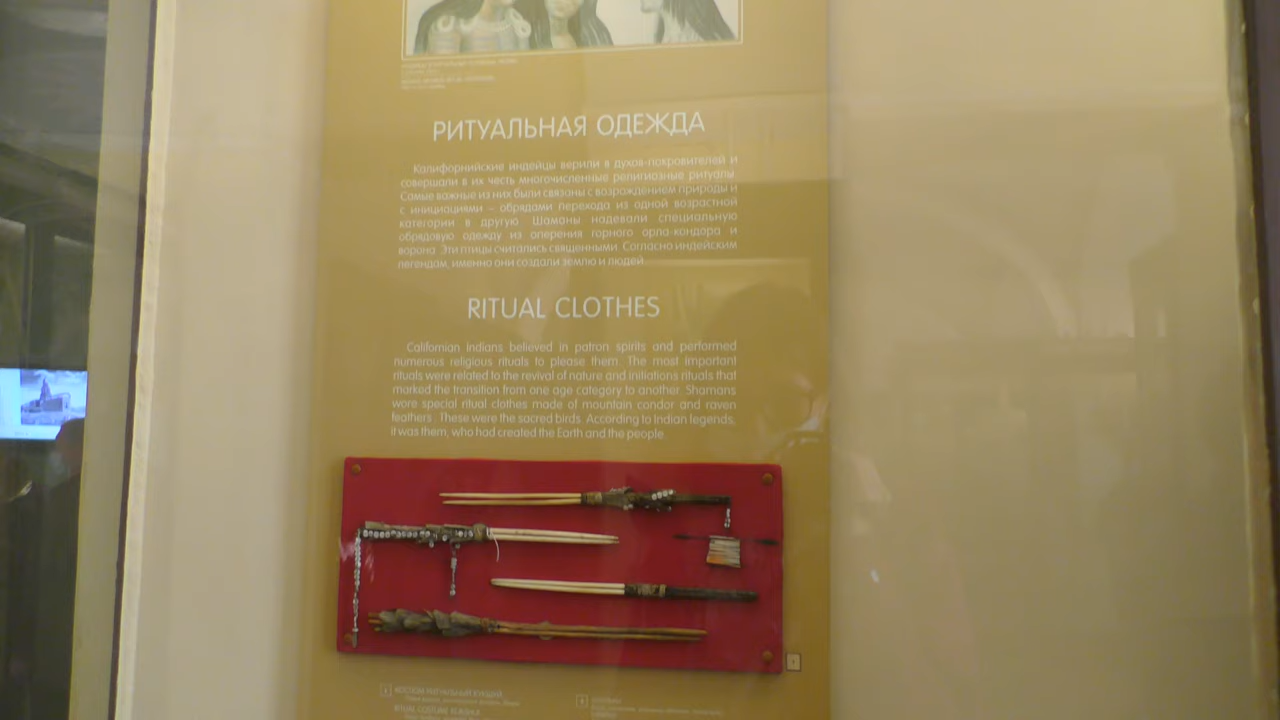 РИТУАЛЬНАЯ ОДЕЖДА
Калифорнийские индейцы верили в духов-покровителей и
совершали в их честь многочисленные религиозные ритуалы.
Самые важные из них были связаны с возрождением природы и
с инициациями – обрядами перехода из одной возрастной
категории в другую. Шаманы надевали специальную
обрядовую одежду из оперения горного орла-кондора и
ворона. Эти птицы считались священными. Согласно индейским
легендам, именно они создали землю и людей.
RITUAL CLOTHES
Californian Indians believed in patron spirits and performed
numerous religious rituals to please them. The most important
rituals were related to the revival of nature and initiations rituals that
marked the transition from one age category to another. Shamans
wore special ritual clothes made of mountain condor and raven
feathers. These were the sacred birds. According to Indian legends,
it was them, who had created the Earth and the people.
КОСТЮМ РИТУАЛЬНЫЙ
RITUAL COSTUME